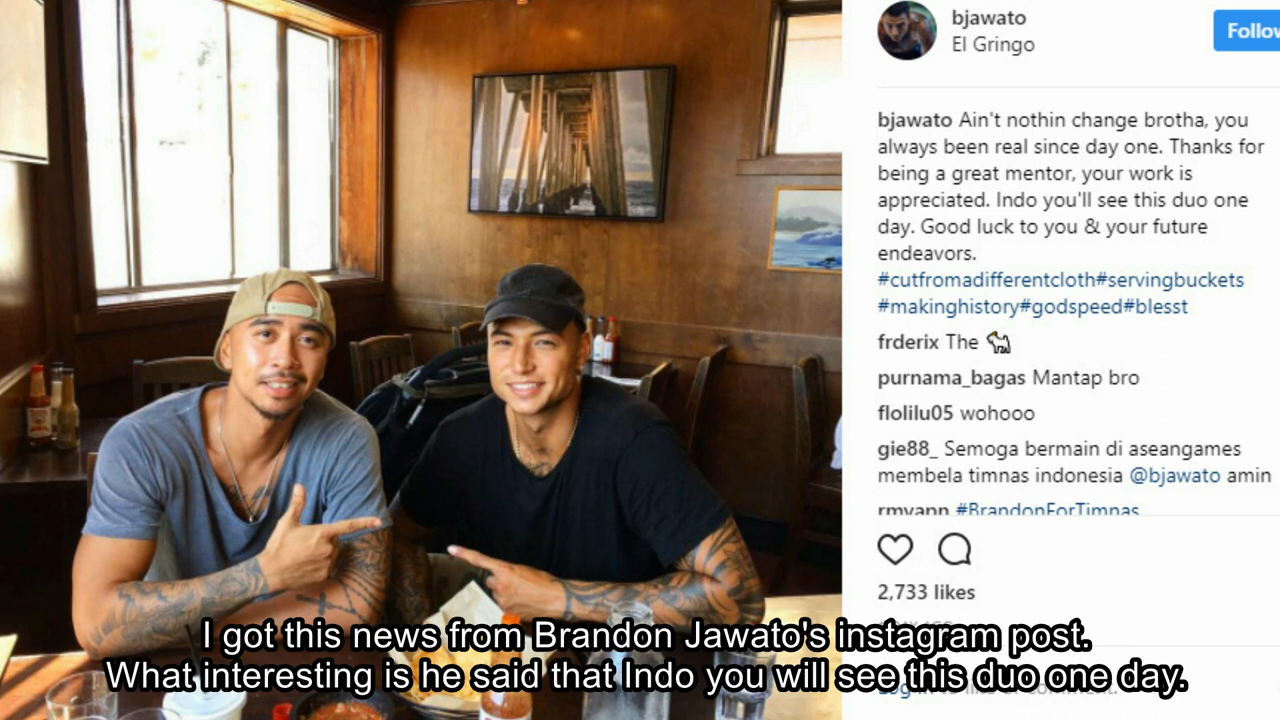 bjawato
El Gringo
Follow
bjawato Ain't nothin change brotha, you
always been real since day one. Thanks for
being a great mentor, your work is
appreciated. Indo you'll see this duo one
day. Good luck to you & your future
endeavors.
#cutfromadifferentcloth#servingbuckets
#makinghistory#godspeed#blesst
frderix The 🐐
purnama_bagas Mantap bro
flolilu05 wohooo
gie88_ Semoga bermain di aseangames
membela timnas indonesia @bjawato amin
#BrandonForTimnas
2,733 likes
I got this news from Brandon Jawato's instagram post.
What interesting is he said that Indo you will see this duo one day.